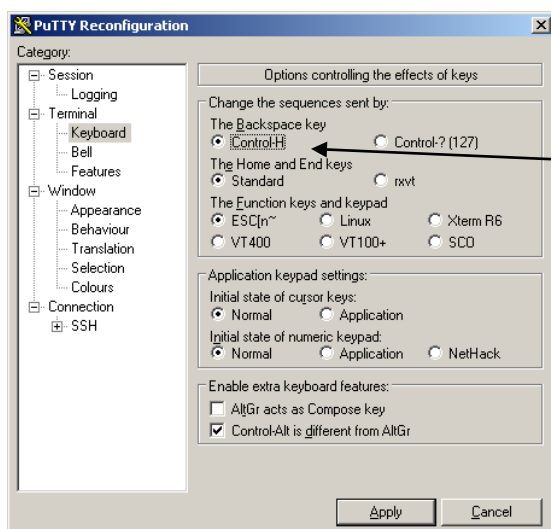 PuTTY Reconfiguration
Category:
Session
Logging
Terminal
Keyboard
Bell
Features
Window
Appearance
Behaviour
Translation
Selection
Colours
Connection
SSH
Options controlling the effects of keys
Change the sequences sent by:
The Backspace key
Control-H Control-? (127)
The Home and End keys
Standard rxvt
The Function keys and keypad
ESC[n~ Linux Xterm R6
VT400 VT100+ SCO
Application keypad settings:
Initial state of cursor keys:
Normal Application
Initial state of numeric keypad:
Normal Application NetHack
Enable extra keyboard features:
AltGr acts as Compose key
Control-Alt is different from AltGr
Apply Cancel